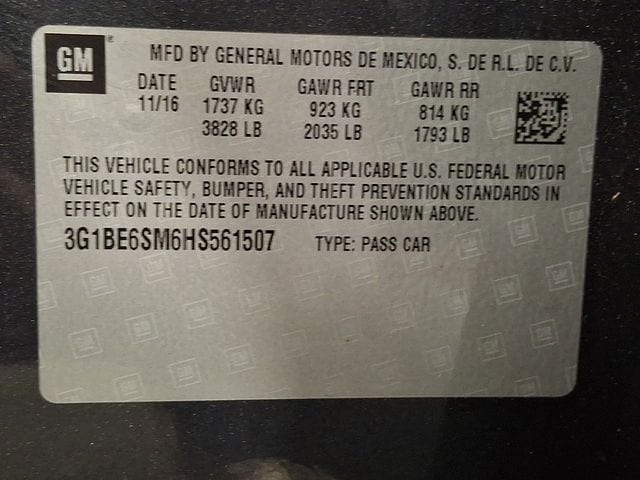 GM ®
MFD BY GENERAL MOTORS DE MEXICO, S. DE R.L. DE C.V.
DATE GVWR GAWR FRT GAWR RR
11/16 1737 KG 923 KG 814 KG
3828 LB 2035 LB 1793 LB
THIS VEHICLE CONFORMS TO ALL APPLICABLE U.S. FEDERAL MOTOR
VEHICLE SAFETY, BUMPER, AND THEFT PREVENTION STANDARDS IN
EFFECT ON THE DATE OF MANUFACTURE SHOWN ABOVE.
3G1BE6SM6HS561507 TYPE: PASS CAR